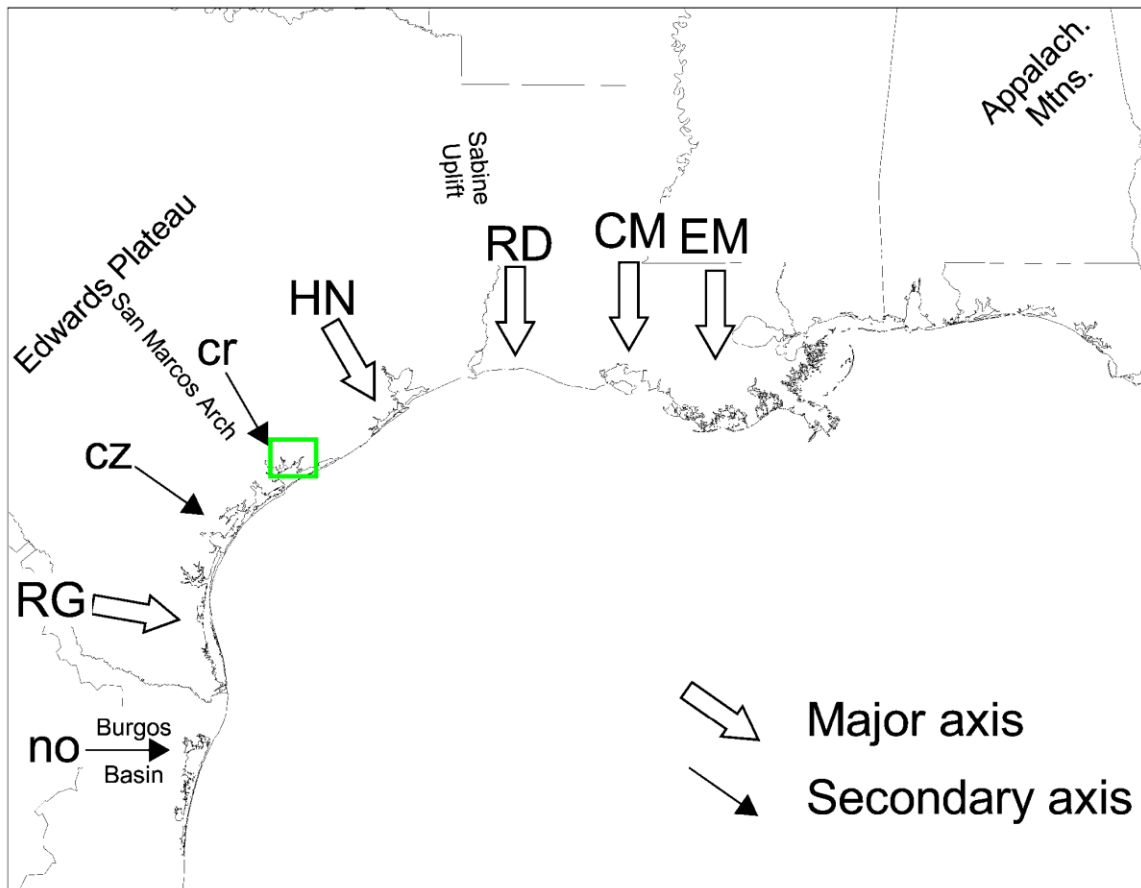 Appalach.
Mtns.
Sabine
Uplift
Edwards Plateau
San Marcos Arch
RD
CM
EM
HN
cr
cz
RG
no
Burgos
Basin
Major axis
Secondary axis